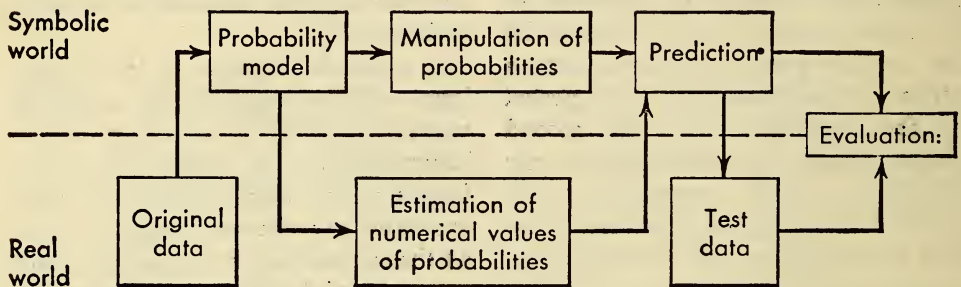 Symbolic
world
Probability
model
Manipulation of
probabilities
Prediction
Evaluation:
Original
data
Estimation of
numerical values
of probabilities
Test
data
Real
world